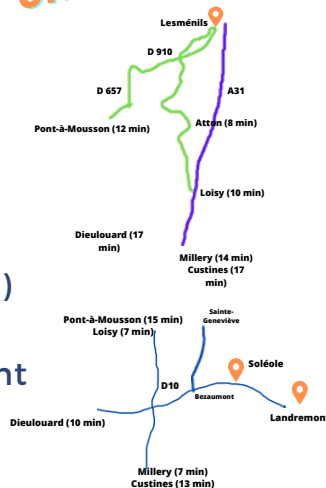 Lesménils
D 910
D 657
A31
Pont-à-Mousson (12 min)
Atton (8 min)
Loisy (10 min)
Dieulouard (17
min)
Millery (14 min)
Custines (17
min)
)
Pont-à-Mousson (15 min)
Loisy (7 min)
Sainte-
Geneviève
Soléole
nt
D10
Bezaumont
Landremont
Dieulouard (10 min)
Millery (7 min)
Custines (13 min)